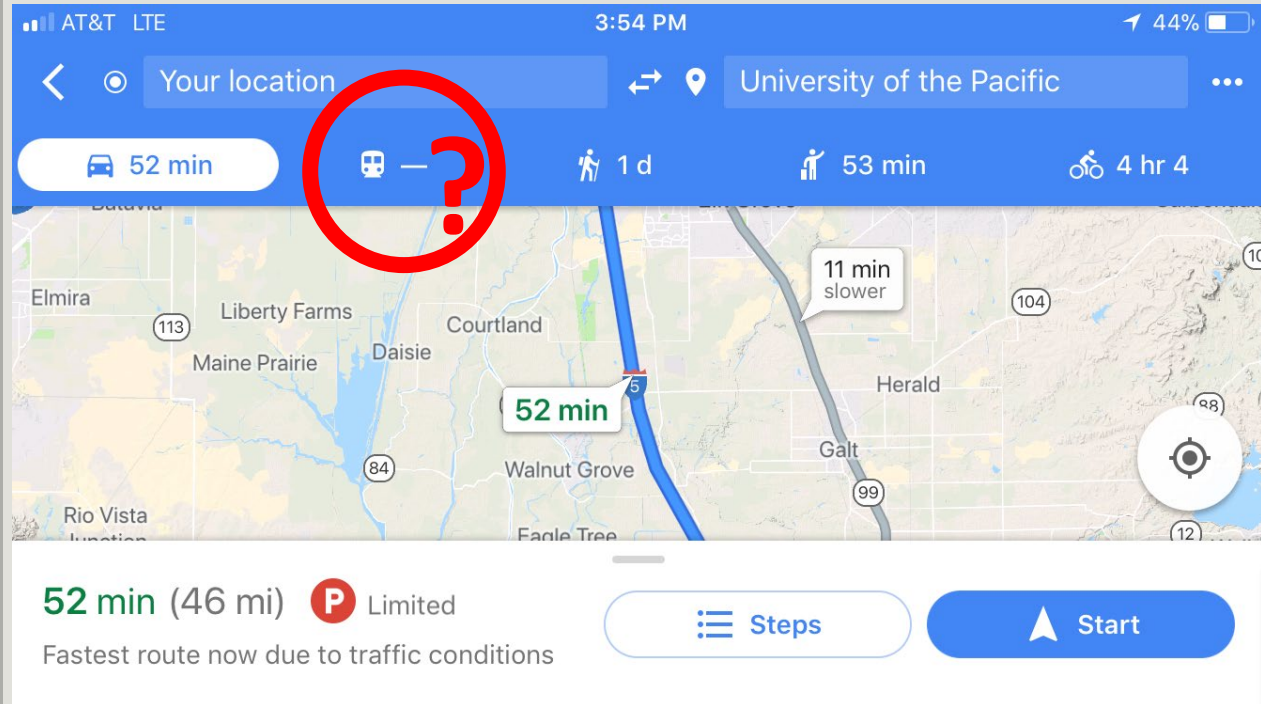 AT&T LTE 3:54 PM 44%
Your location University of the Pacific
52 min — ? 1 d 53 min 4 hr 4
11 min
slower
Elmira
113
Liberty Farms
Courtland
104
Maine Prairie
Daisie
5
52 min
Herald
88
84
Walnut Grove
Galt
99
Rio Vista
12
Eagle Tree
52 min (46 mi) P Limited
Steps
Start
Fastest route now due to traffic conditions